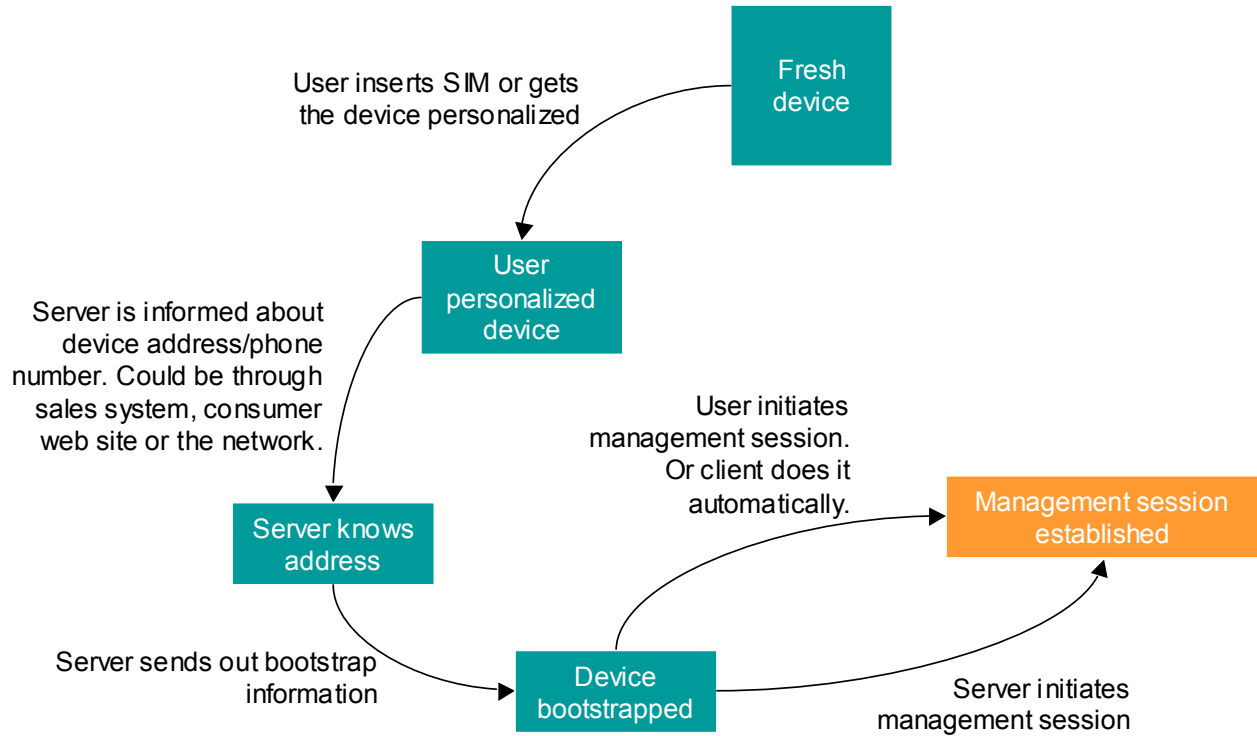 Fresh
device
User inserts SIM or gets
the device personalized
User
personalized
device
Server is informed about
device address/phone
number. Could be through
sales system, consumer
web site or the network.
User initiates
management session.
Or client does it
automatically.
Management session
established
Server knows
address
Server sends out bootstrap
information
Device
bootstrapped
Server initiates
management session